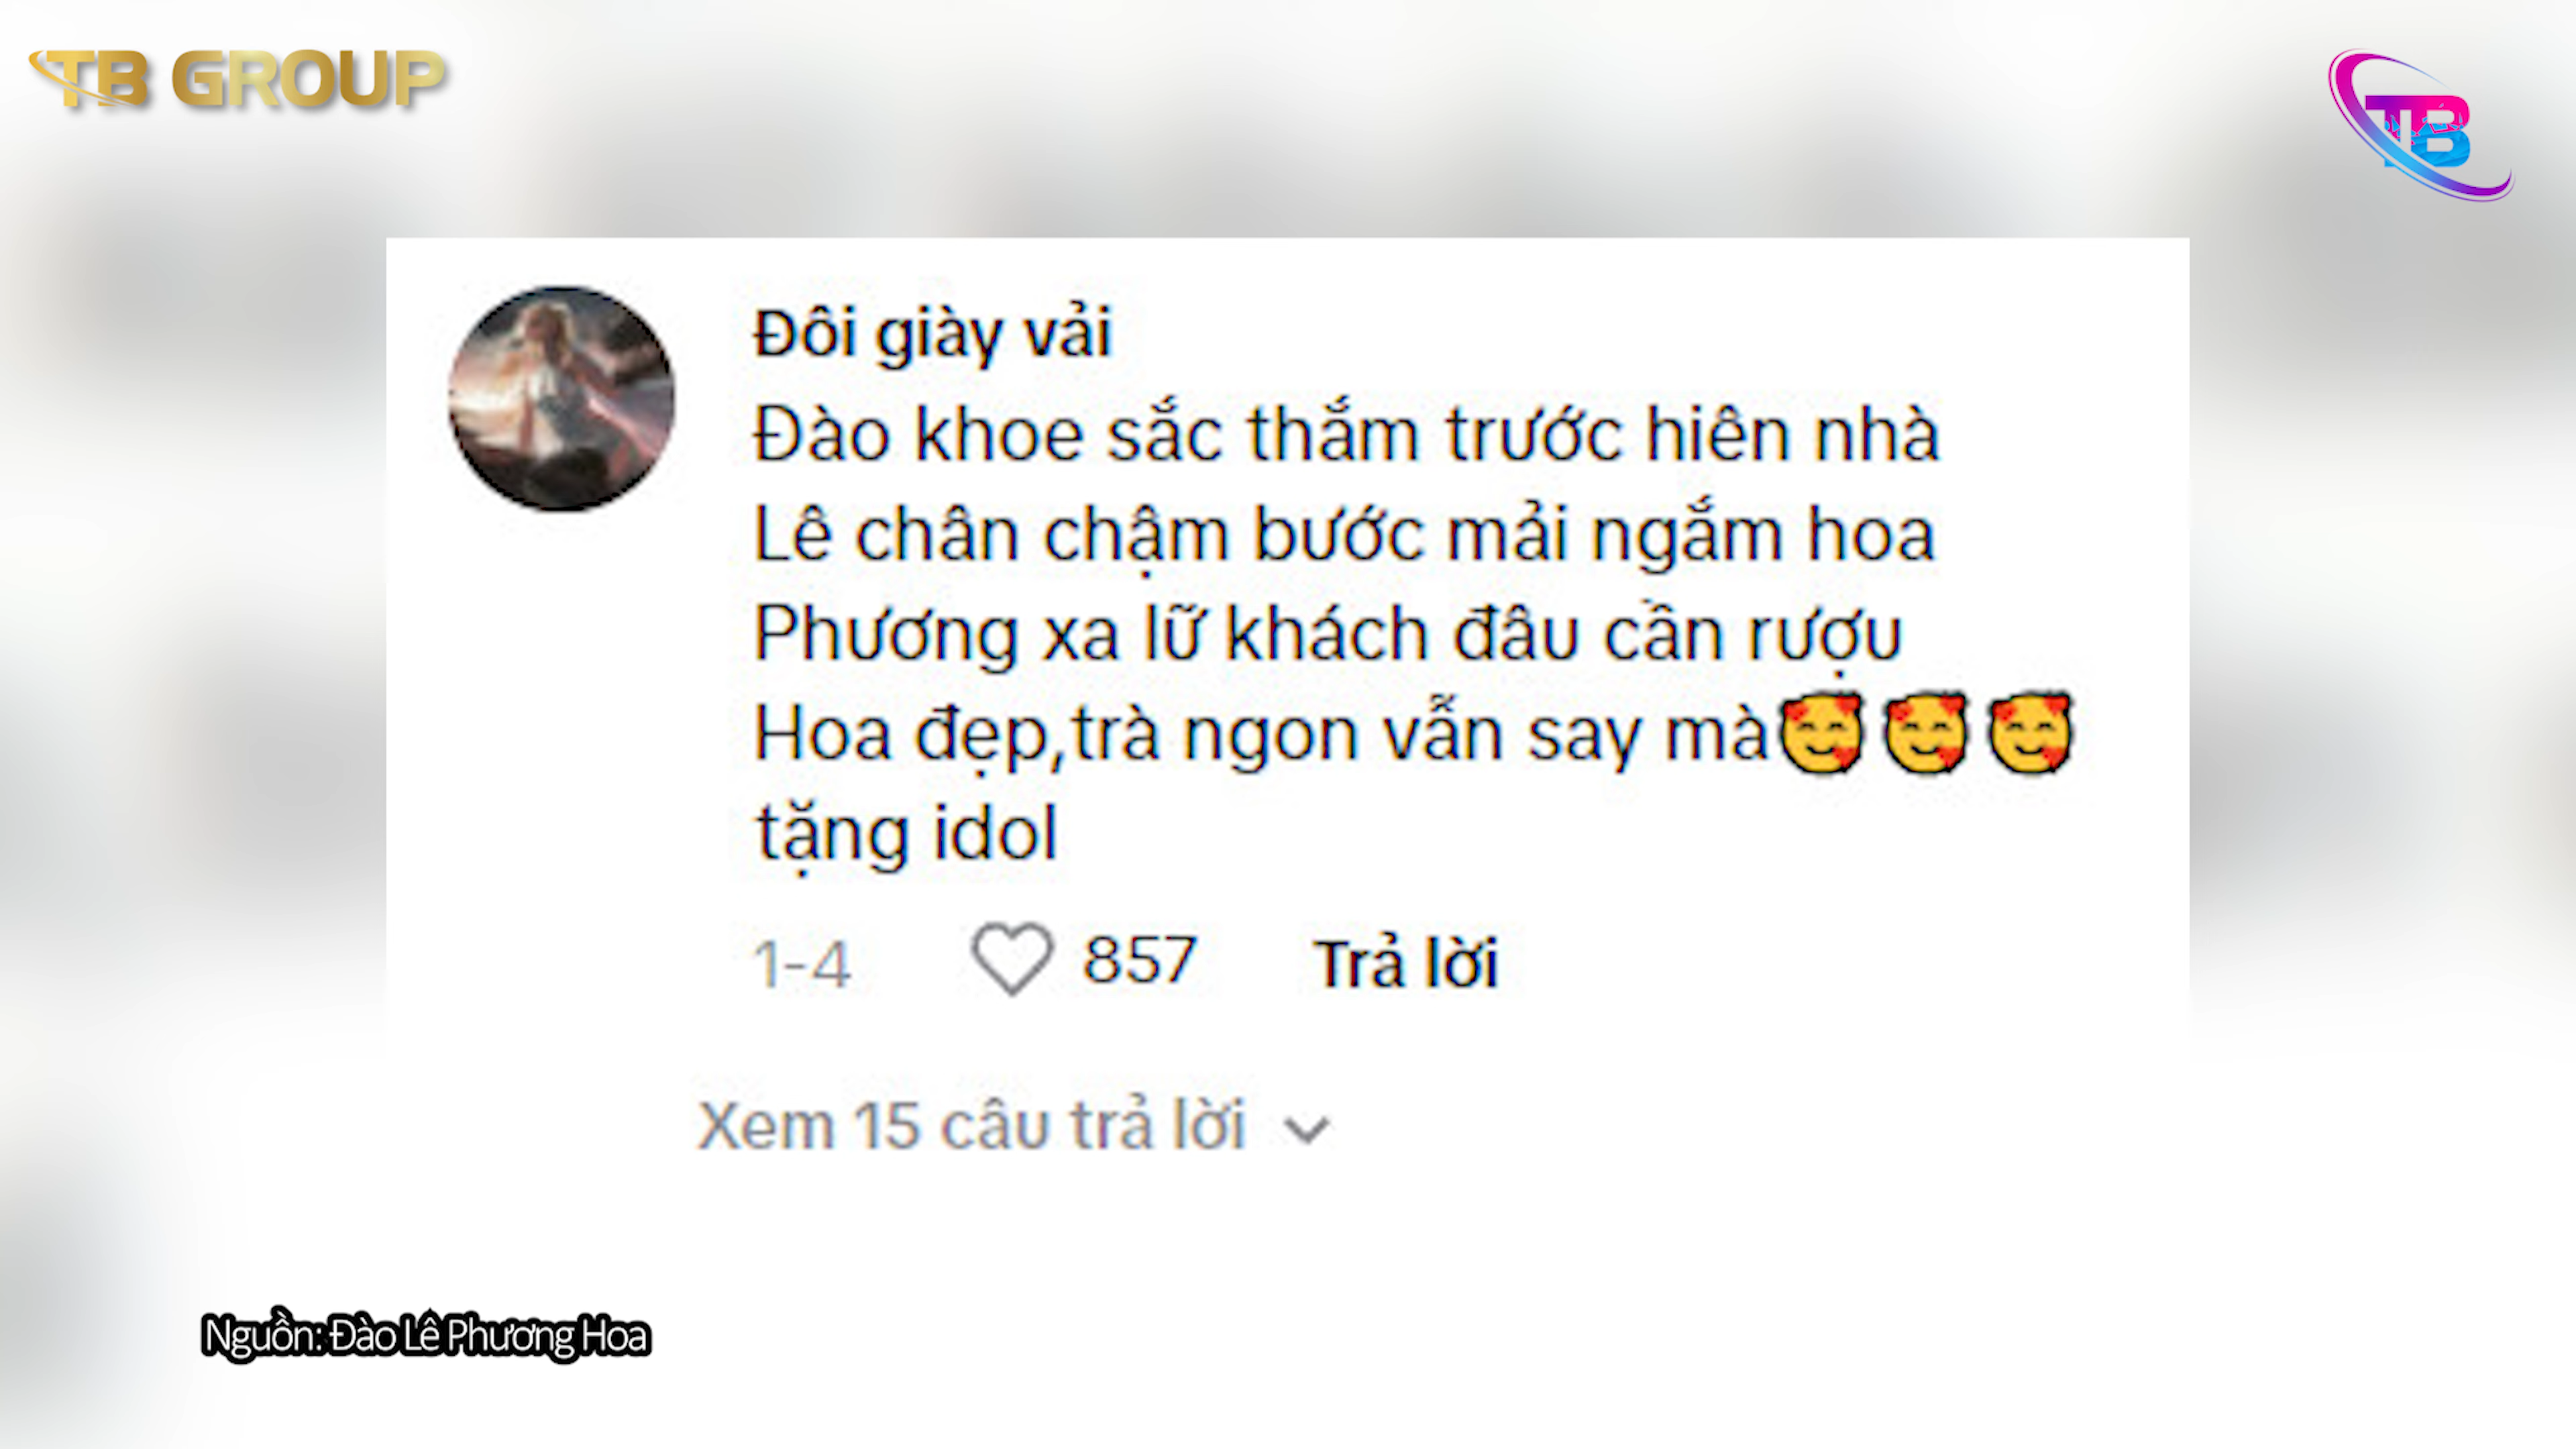 TB GROUP
TB
Đôi giày vải
Đào khoe sắc thắm trước hiên nhà
Lê chân chậm bước mải ngắm hoa
Phương xa lữ khách đâu cần rượu
Hoa đẹp,trà ngon vẫn say mà🥰🥰🥰
tặng idol
1-4 857 Trả lời
Xem 15 câu trả lời
Nguồn: Đào Lê Phương Hoa